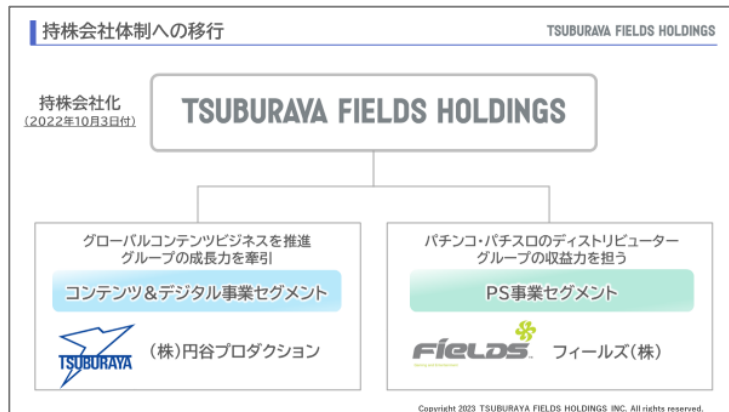 持株会社体制への移行
TSUBURAYA FIELDS HOLDINGS
持株会社化
(2022年10月3日付)
TSUBURAYA FIELDS HOLDINGS
グローバルコンテンツビジネスを推進
グループの成長力を牽引
コンテンツ&デジタル事業セグメント
TSUBURAYA
(株)円谷プロダクション
パチンコ・パチスロのディストリビューター
グループの収益力を担う
PS事業セグメント
FIELDS
フィールズ(株)
Copyright 2023 TSUBURAYA FIELDS HOLDINGS INC. All rights reserved.